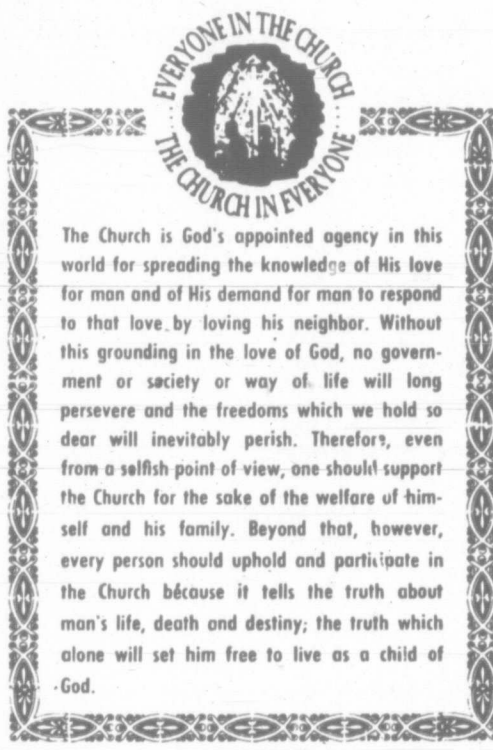 EVERYONE IN THE CHURCH
THE CHURCH IN EVERYONE
The Church is God's appointed agency in this
world for spreading the knowledge of His love
for man and of His demand for man to respond
to that love by loving his neighbor. Without
this grounding in the love of God, no govern-
ment or society or way of life will long
persevere and the freedoms which we hold so
dear will inevitably perish. Therefore, even
from a selfish point of view, one should support
the Church for the sake of the welfare of him-
self and his family. Beyond that, however,
every person should uphold and participate in
the Church because it tells the truth about
man's life, death and destiny; the truth which
alone will set him free to live as a child of
God.